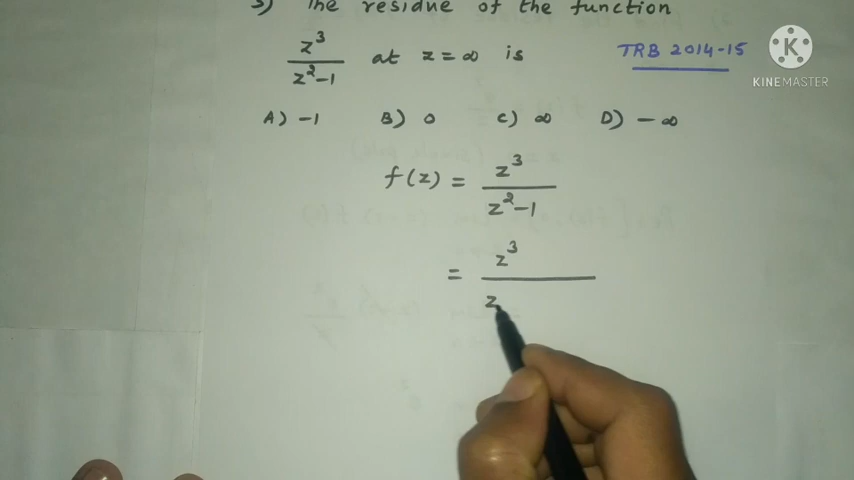 The residue of the function
z³/(z²-1) at z = ∞ is
TRB 2014-15
KINEMASTER
A) -1 B) 0 C) ∞ D) -∞
f(z) = z³/(z²-1)
= z³/z